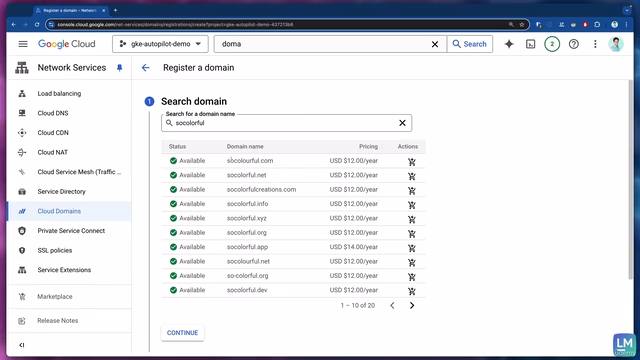 Register a domain – Network
console.cloud.google.com/net-services/domains/registrations/create?project=gke-autopilot-demo-437213b6
Google Cloud
gke-autopilot-demo
doma
Search
2
Network Services
Register a domain
Load balancing
Cloud DNS
Cloud CDN
Cloud NAT
Cloud Service Mesh (Traffic ...
Service Directory
Cloud Domains
Private Service Connect
SSL policies
Service Extensions
Marketplace
Release Notes
1 Search domain
Search for a domain name
socolorful
Status Domain name Pricing Actions
Available socolourful.com USD $12.00/year
Available socolorful.net USD $12.00/year
Available socolorfulcreations.com USD $12.00/year
Available socolorful.info USD $12.00/year
Available socolorful.xyz USD $12.00/year
Available socolorful.org USD $12.00/year
Available socolorful.app USD $14.00/year
Available socolourful.net USD $12.00/year
Available so-colorful.org USD $12.00/year
Available socolorful.dev USD $12.00/year
1 – 10 of 20
CONTINUE
LM